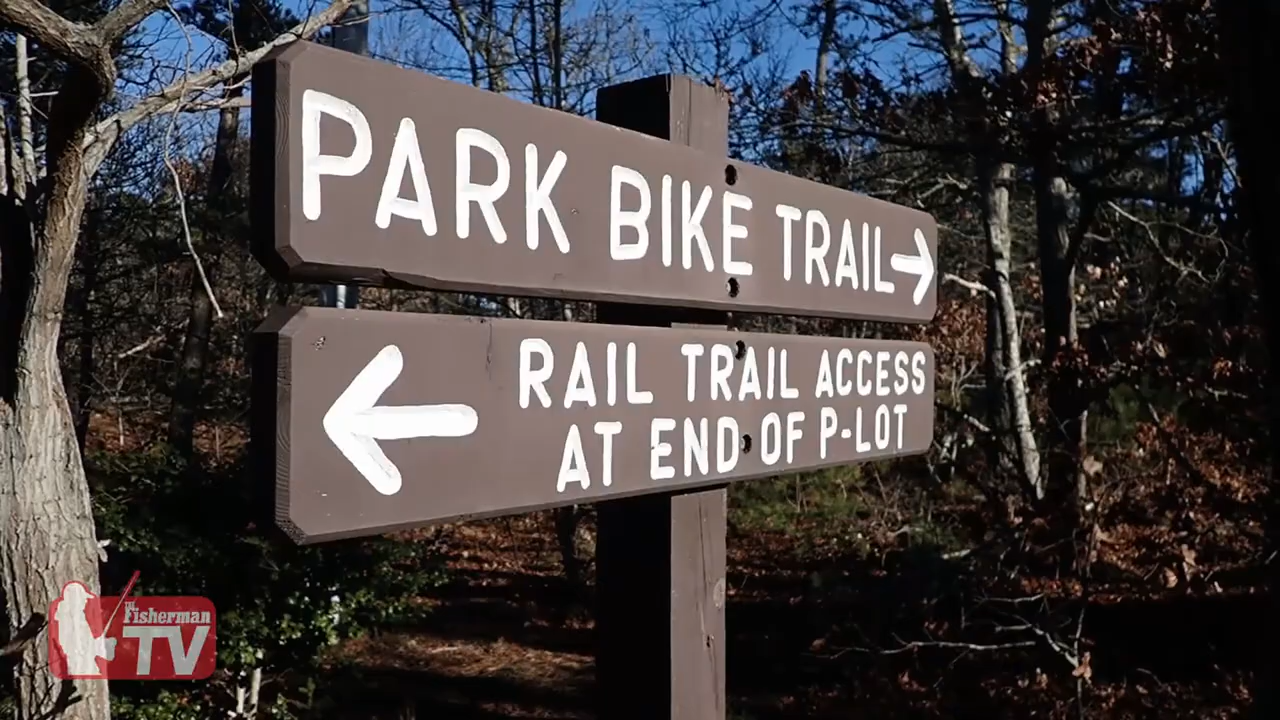 PARK BIKE TRAIL→
← RAIL TRAIL ACCESS
AT END OF P-LOT
The Fisherman
TV